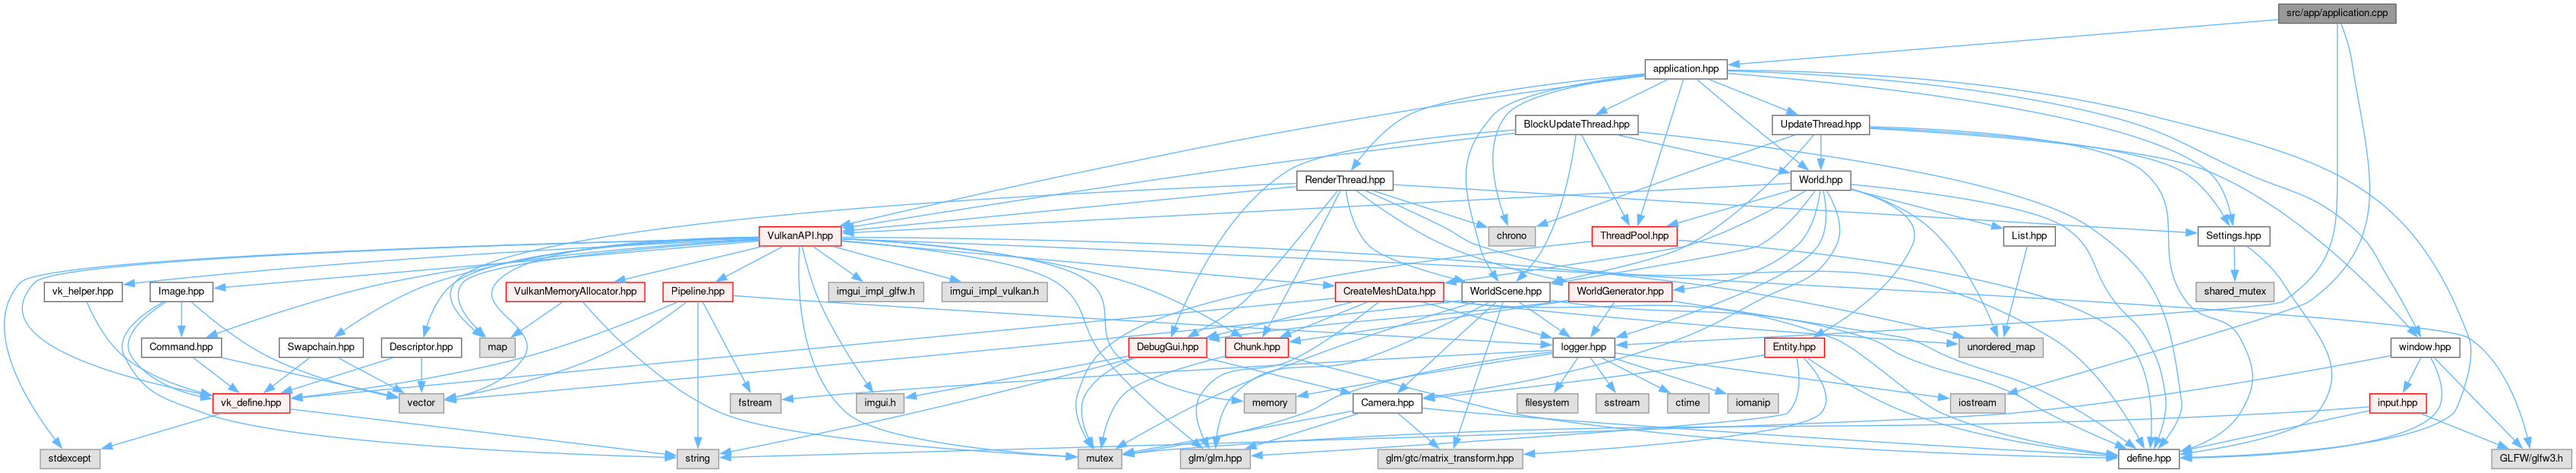 src/app/application.cpp
application.hpp
BlockUpdateThread.hpp
UpdateThread.hpp
RenderThread.hpp
World.hpp
VulkanAPI.hpp
chrono
ThreadPool.hpp
List.hpp
Settings.hpp
vk_helper.hpp
Image.hpp
VulkanMemoryAllocator.hpp
Pipeline.hpp
imgui_impl_glfw.h
imgui_impl_vulkan.h
CreateMeshData.hpp
WorldScene.hpp
WorldGenerator.hpp
shared_mutex
Command.hpp
Swapchain.hpp
Descriptor.hpp
map
DebugGui.hpp
Chunk.hpp
logger.hpp
Entity.hpp
unordered_map
window.hpp
vk_define.hpp
vector
fstream
imgui.h
memory
Camera.hpp
filesystem
sstream
ctime
iomanip
iostream
input.hpp
stdexcept
string
mutex
glm/glm.hpp
glm/gtc/matrix_transform.hpp
define.hpp
GLFW/glfw3.h